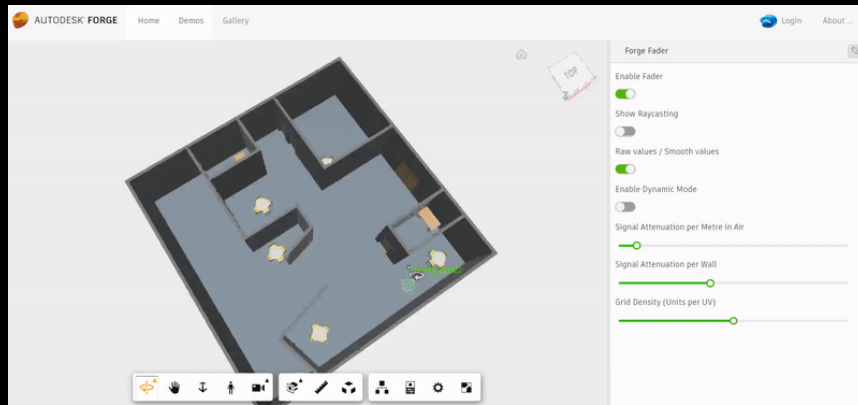 AUTODESK® FORGE Home Demos Gallery Login About ...
TOP
Forge Fader
Enable Fader
Show Raycasting
Raw values / Smooth values
Enable Dynamic Mode
Signal Attenuation per Metre in Air
Signal Attenuation per Wall
Grid Density (Units per UV)